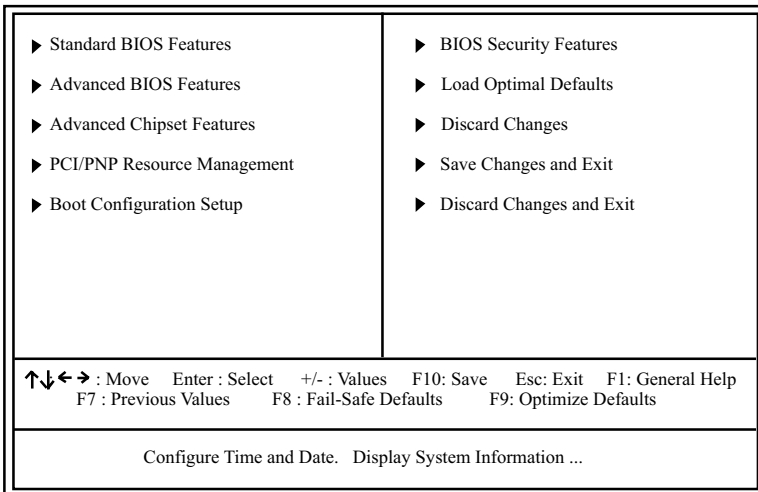 Standard BIOS Features
Advanced BIOS Features
Advanced Chipset Features
PCI/PNP Resource Management
Boot Configuration Setup
BIOS Security Features
Load Optimal Defaults
Discard Changes
Save Changes and Exit
Discard Changes and Exit
: Move Enter : Select +/- : Values F10: Save Esc: Exit F1: General Help
F7 : Previous Values F8 : Fail-Safe Defaults F9: Optimize Defaults
Configure Time and Date. Display System Information ...